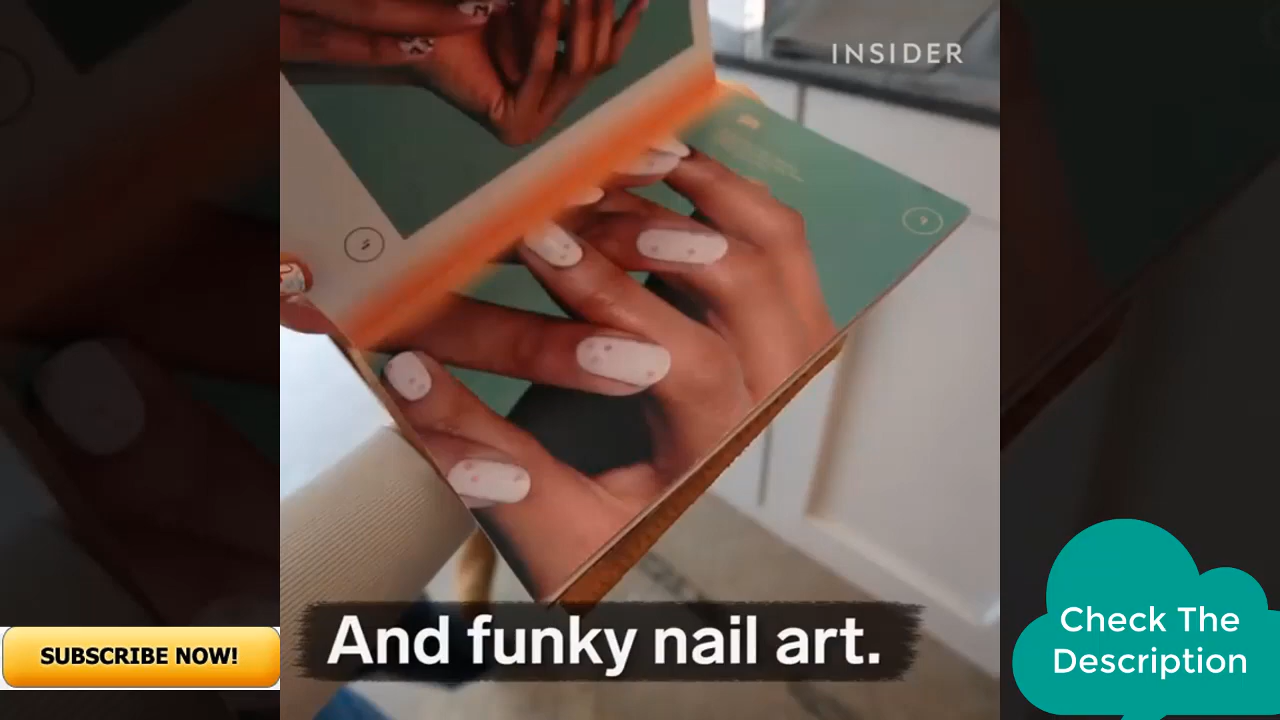 INSIDER
And funky nail art.
SUBSCRIBE NOW!
Check The
Description